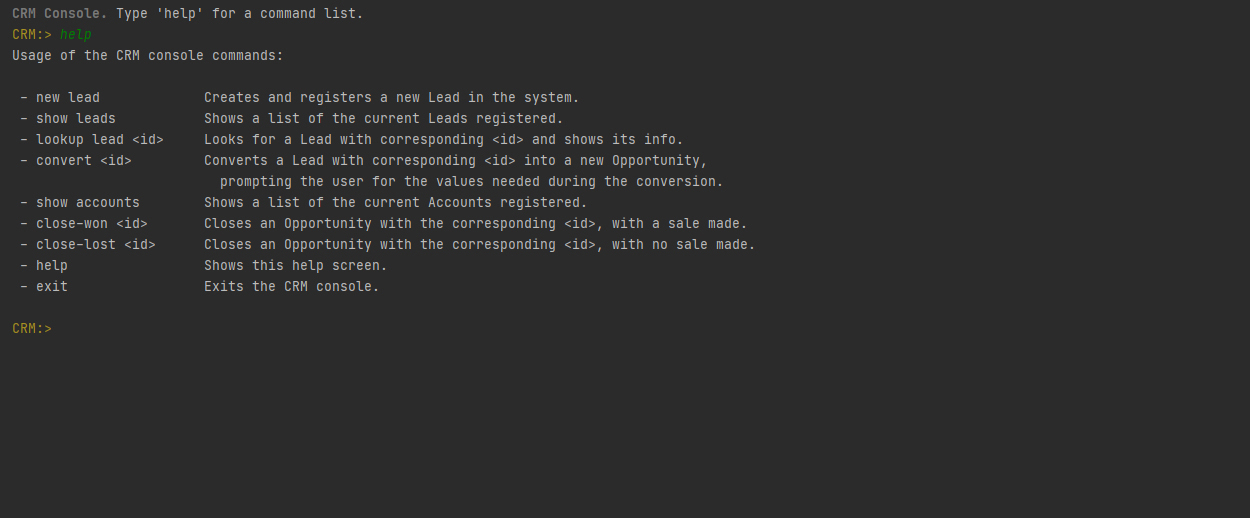 CRM Console. Type 'help' for a command list.
CRM:> help
Usage of the CRM console commands:
- new lead             Creates and registers a new Lead in the system.
- show leads           Shows a list of the current Leads registered.
- lookup lead <id>     Looks for a Lead with corresponding <id> and shows its info.
- convert <id>         Converts a Lead with corresponding <id> into a new Opportunity,
prompting the user for the values needed during the conversion.
- show accounts        Shows a list of the current Accounts registered.
- close-won <id>       Closes an Opportunity with the corresponding <id>, with a sale made.
- close-lost <id>      Closes an Opportunity with the corresponding <id>, with no sale made.
- help                 Shows this help screen.
- exit                 Exits the CRM console.
CRM:>